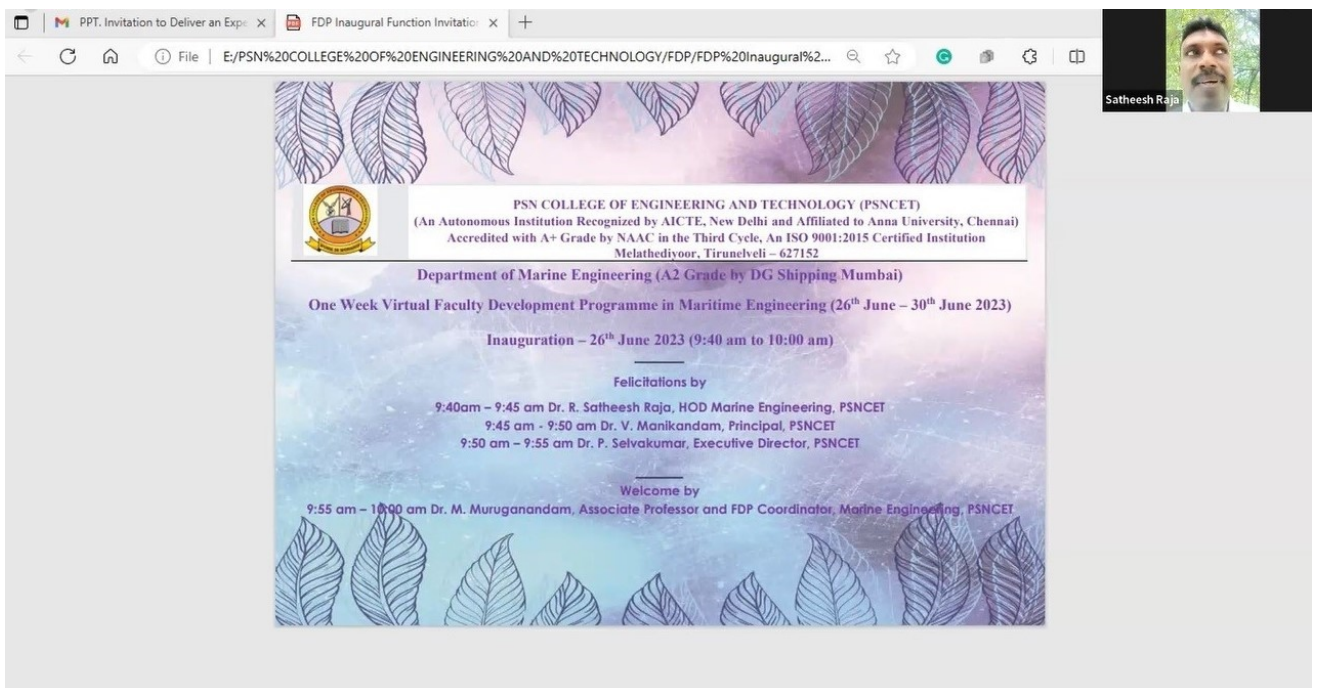 PPT. Invitation to Deliver an Expe
FDP Inaugural Function Invitation
File
E:/PSN%20COLLEGE%20OF%20ENGINEERING%20AND%20TECHNOLOGY/FDP/FDP%20Inaugural%2...
Satheesh Raja
PSN COLLEGE OF ENGINEERING AND TECHNOLOGY (PSNCET)
(An Autonomous Institution Recognized by AICTE, New Delhi and Affiliated to Anna University, Chennai)
Accredited with A+ Grade by NAAC in the Third Cycle, An ISO 9001:2015 Certified Institution
Melathediyoor, Tirunelveli – 627152
Department of Marine Engineering (A2 Grade by DG Shipping Mumbai)
One Week Virtual Faculty Development Programme in Maritime Engineering (26th June – 30th June 2023)
Inauguration – 26th June 2023 (9:40 am to 10:00 am)
Felicitations by
9:40am – 9:45 am Dr. R. Satheesh Raja, HOD Marine Engineering, PSNCET
9:45 am - 9:50 am Dr. V. Manikandam, Principal, PSNCET
9:50 am – 9:55 am Dr. P. Selvakumar, Executive Director, PSNCET
Welcome by
9:55 am – 10:00 am Dr. M. Muruganandam, Associate Professor and FDP Coordinator, Marine Engineering, PSNCET